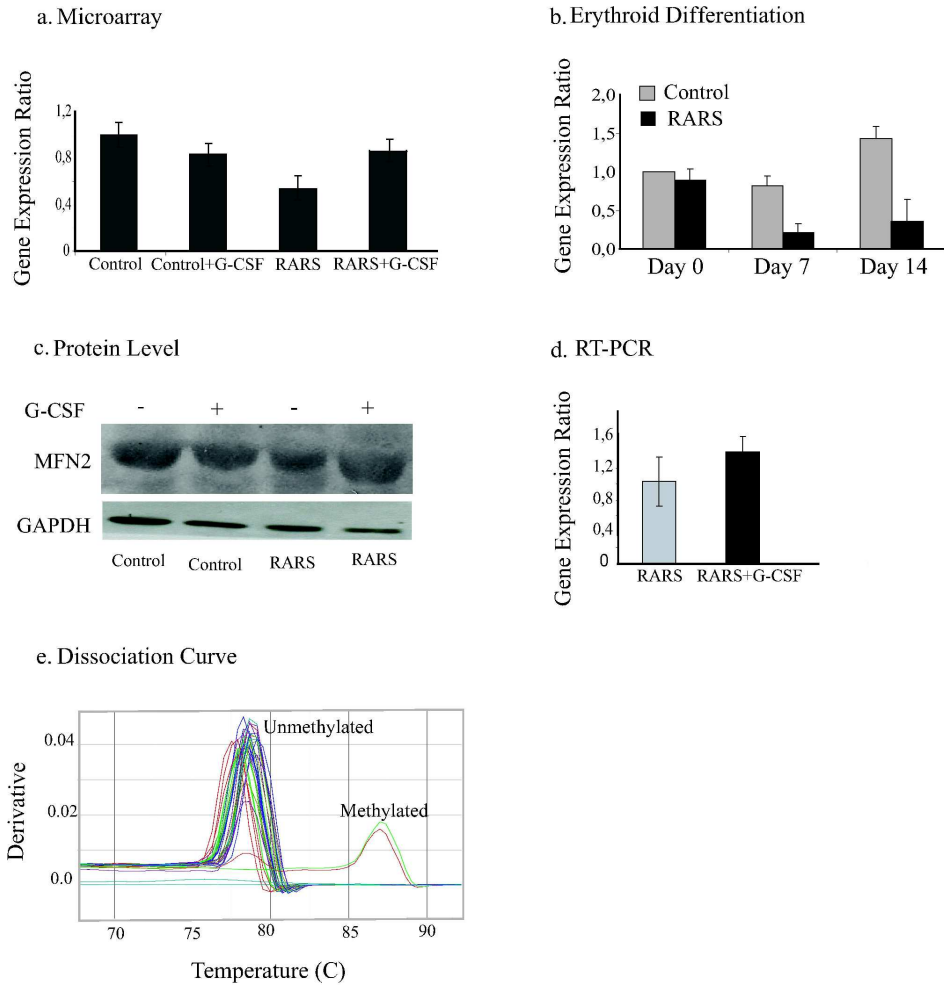 a. Microarray
Gene Expression Ratio
1,2
0,8
0,4
0
Control Control+G-CSF RARS RARS+G-CSF
b. Erythroid Differentiation
Gene Expression Ratio
2,0
1,5
1,0
0,5
0,0
Control
RARS
Day 0 Day 7 Day 14
c. Protein Level
G-CSF - + - +
MFN2
GAPDH
Control Control RARS RARS
d. RT-PCR
Gene Expression Ratio
1,6
1,2
0,8
0,4
0
RARS RARS+G-CSF
e. Dissociation Curve
Derivative
0.04
0.02
0.0
Unmethylated
Methylated
70 75 80 85 90
Temperature (C)